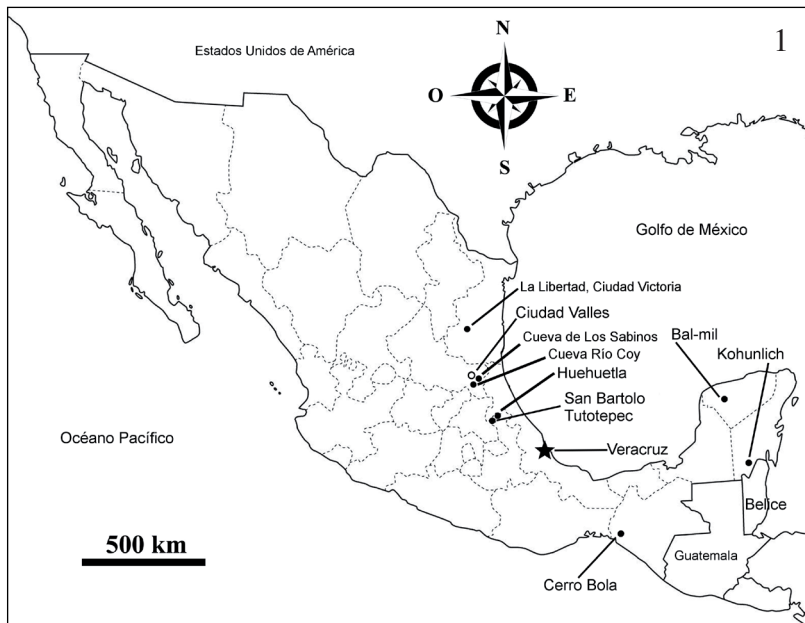 1
Estados Unidos de América
N
O
E
S
Golfo de México
La Libertad, Ciudad Victoria
Ciudad Valles
Cueva de Los Sabinos
Cueva Río Coy
Huehuetla
San Bartolo
Tutotepec
Veracruz
Bal-mil
Kohunlich
Océano Pacífico
Belice
Guatemala
Cerro Bola
500 km